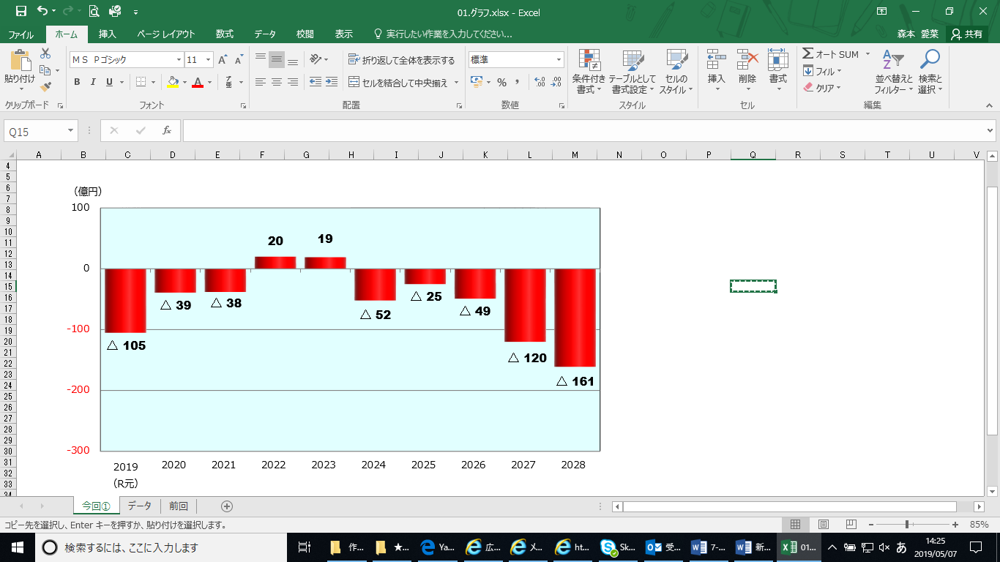 01.グラフ.xlsx - Excel
ファイル ホーム 挿入 ページ レイアウト 数式 データ 校閲 表示 実行したい作業を入力してください... 森本 愛菜 共有
貼り付け
クリップボード
ＭＳ Ｐゴシック 11
B I U A
フォント
折り返して全体を表示する
セルを結合して中央揃え
配置
標準
% ,
数値
条件付き書式
テーブルとして書式設定
セルのスタイル
スタイル
挿入 削除 書式
セル
オート SUM
フィル
クリア
並べ替えとフィルター
検索と選択
編集
Q15 fx
A B C D E F G H I J K L M N O P Q R S T U V
4
5
6
7
8
9
10
11
12
13
14
15
16
17
18
19
20
21
22
23
24
25
26
27
28
29
30
31
32
33
34
（億円）
100
0
-100
-200
-300
△ 105
△ 39
△ 38
20
19
△ 52
△ 25
△ 49
△ 120
△ 161
2019 2020 2021 2022 2023 2024 2025 2026 2027 2028
（R元）
今回① データ 前回
コピー先を選択し、Enter キーを押すか、貼り付けを選択します。 85%
検索するには、ここに入力します 作... ★... Ya... 広... メ... ht... Sk... 受... 7-... 新... 01... あ 14:25
2019/05/07